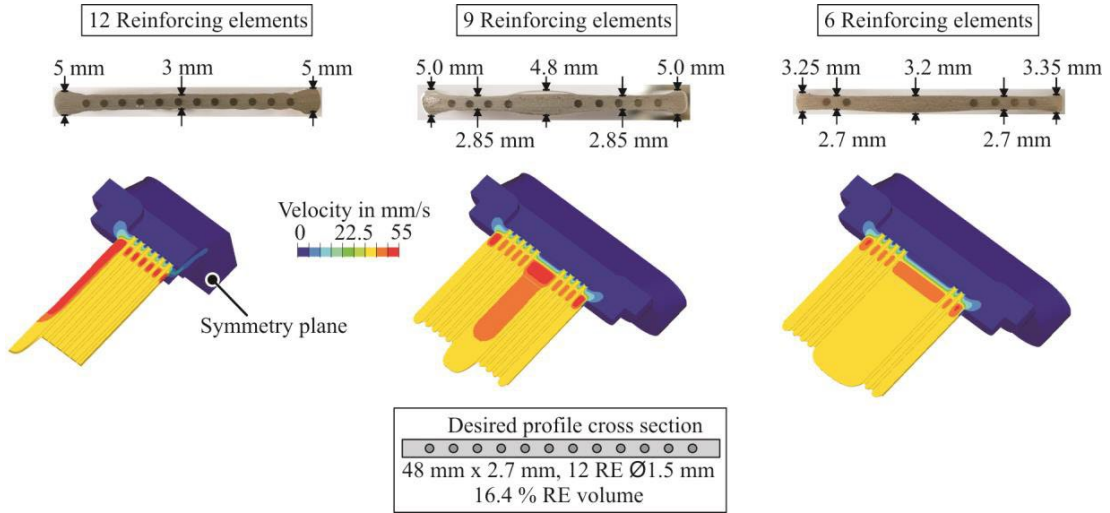 12 Reinforcing elements
9 Reinforcing elements
6 Reinforcing elements
5 mm 3 mm 5 mm
5.0 mm 4.8 mm 5.0 mm
3.25 mm 3.2 mm 3.35 mm
2.85 mm 2.85 mm
2.7 mm 2.7 mm
Velocity in mm/s
0 22.5 55
Symmetry plane
Desired profile cross section
48 mm x 2.7 mm, 12 RE Ø1.5 mm
16.4 % RE volume